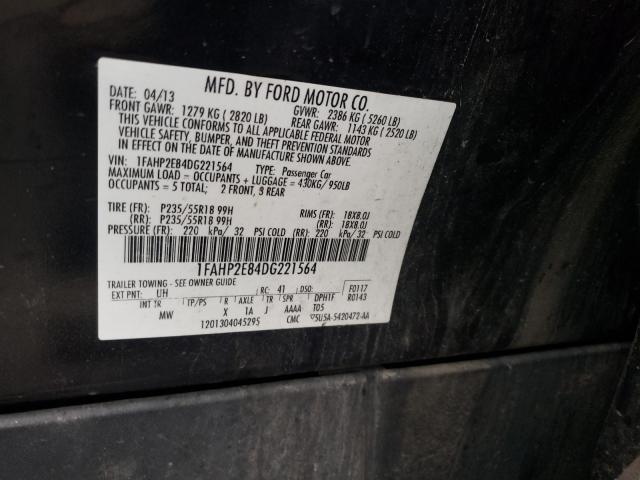 MFD. BY FORD MOTOR CO.
DATE: 04/13 GVWR: 2386 KG ( 5260 LB)
FRONT GAWR: 1279 KG ( 2820 LB) REAR GAWR: 1143 KG ( 2520 LB)
THIS VEHICLE CONFORMS TO ALL APPLICABLE FEDERAL MOTOR
VEHICLE SAFETY, BUMPER, AND THEFT PREVENTION STANDARDS
IN EFFECT ON THE DATE OF MANUFACTURE SHOWN ABOVE.
VIN: 1FAHP2E84DG221564 TYPE: Passenger Car
MAXIMUM LOAD = OCCUPANTS + LUGGAGE = 430KG/ 950LB
OCCUPANTS = 5 TOTAL; 2 FRONT, 3 REAR
TIRE (FR): P235/55R18 99H RIMS (FR): 18X8.0J
(RR): P235/55R18 99H (RR): 18X8.0J
PRESSURE (FR): 220 kPa/ 32 PSI COLD (RR): 220 kPa/ 32 PSI COLD
1FAHP2E84DG221564
TRAILER TOWING - SEE OWNER GUIDE
EXT PNT: UH RC: 41 DSO: F0117
INT TR TP/PS R AXLE TR SPR DPH1F R0143
MW X 1A J AAAA T05
1201304045295 CMC 5U5A-5420472-AA